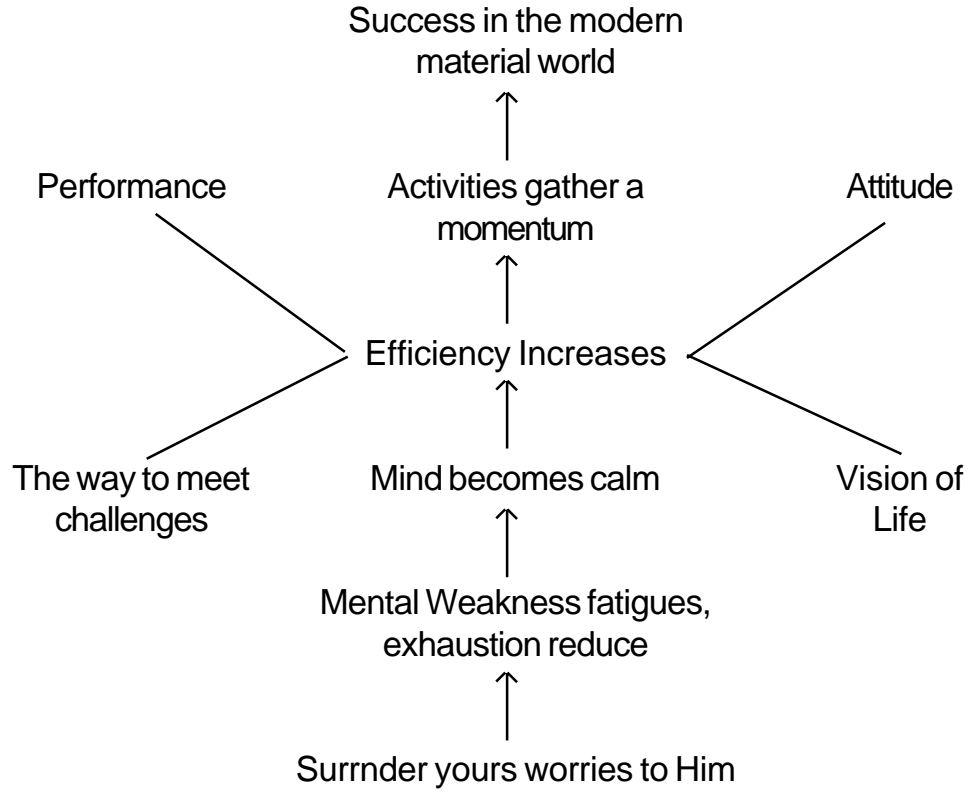 Success in the modern
material world
Performance
Activities gather a
momentum
Attitude
Efficiency Increases
The way to meet
challenges
Mind becomes calm
Vision of
Life
Mental Weakness fatigues,
exhaustion reduce
Surrnder yours worries to Him